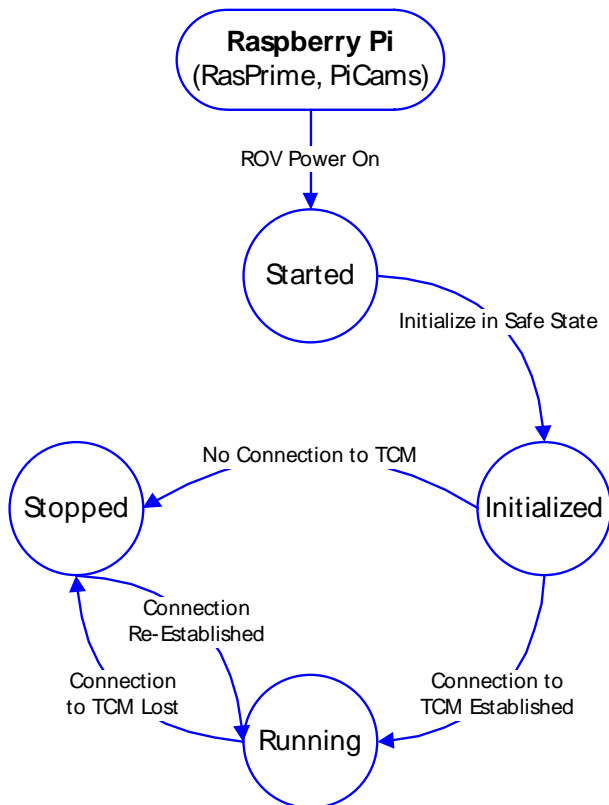 Raspberry Pi
(RasPrime, PiCams)
ROV Power On
Started
Initialize in Safe State
No Connection to TCM
Stopped
Initialized
Connection
Re-Established
Connection
to TCM Lost
Connection to
TCM Established
Running